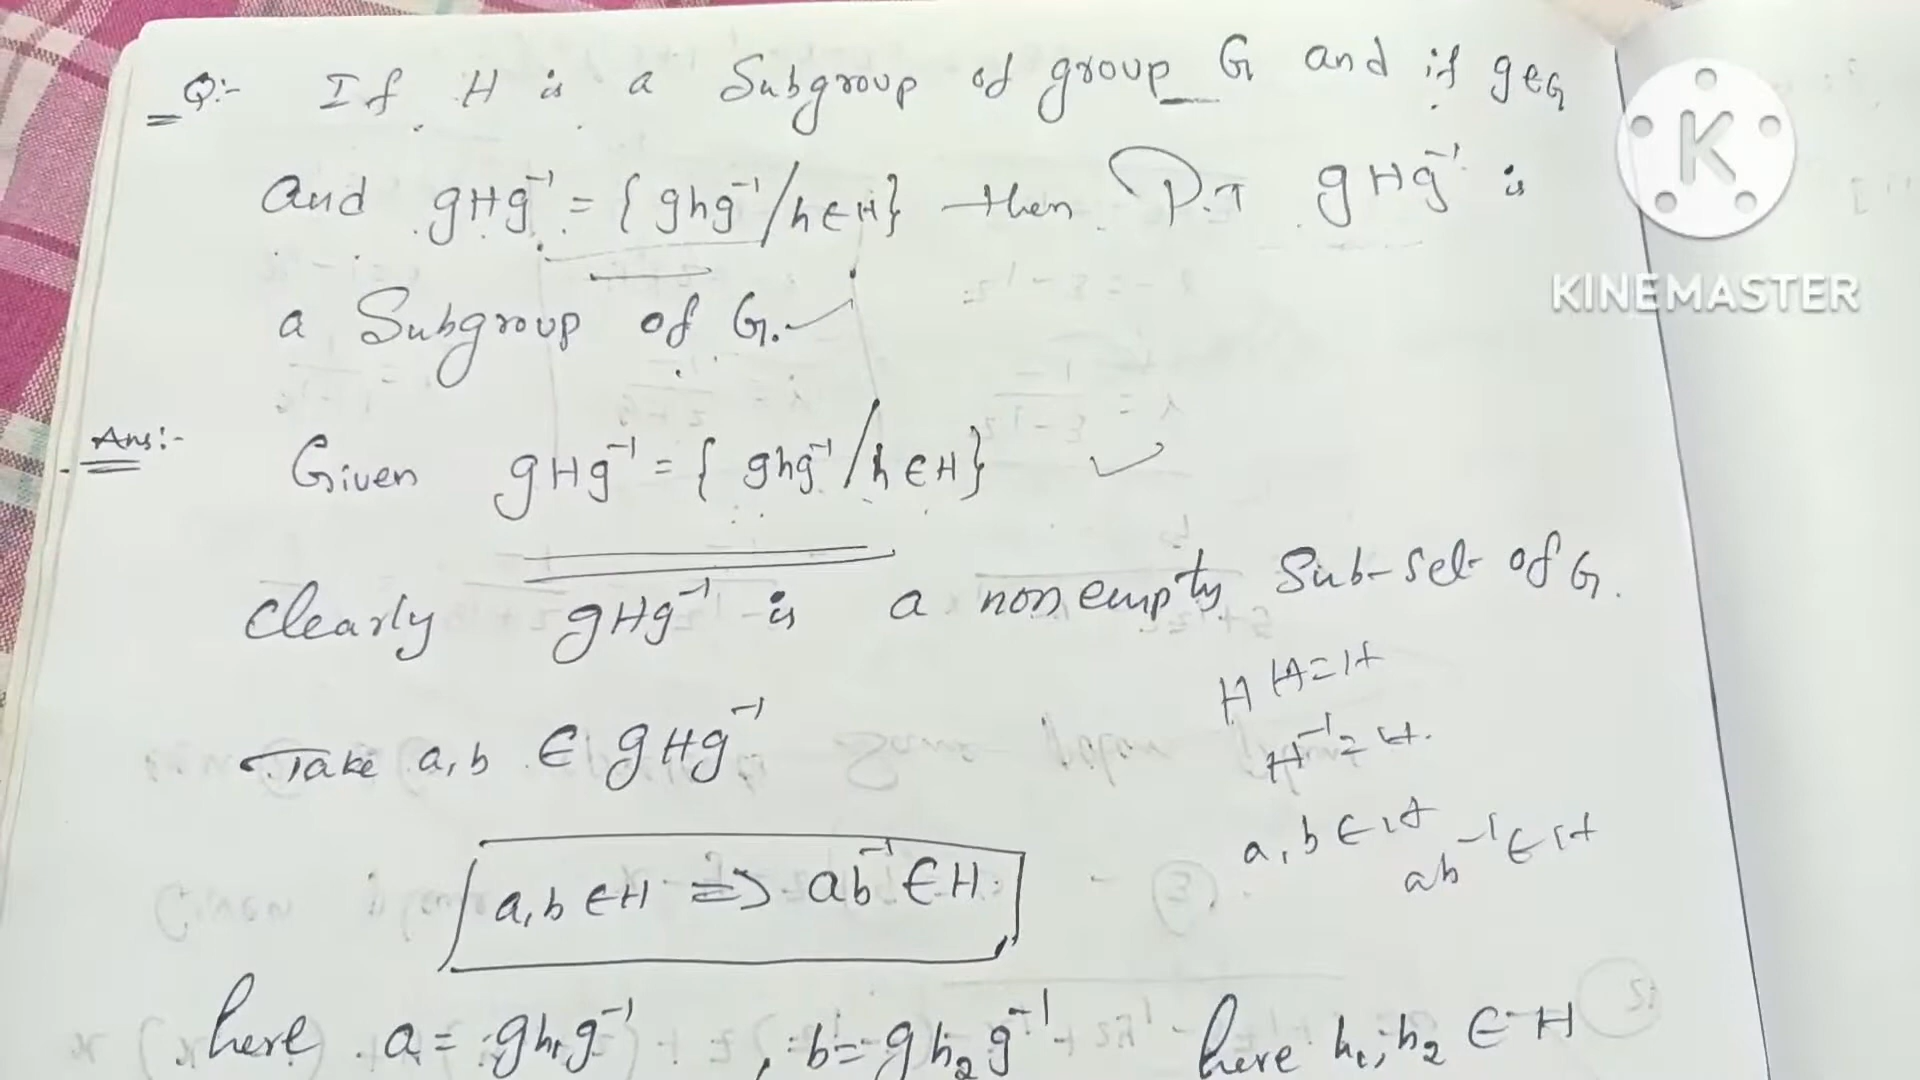 Q:- If H is a Subgroup of group G and if g∈G
and gHg⁻¹ = {ghg⁻¹/h∈H} then P.T gHg⁻¹ is
a Subgroup of G.
Ans:- Given gHg⁻¹ = {ghg⁻¹/h∈H}
Clearly gHg⁻¹ is a non empty Sub-set of G.
HH=H
H⁻¹=H.
Take a,b ∈ gHg⁻¹
a,b∈H
ab⁻¹∈H
a,b∈H ⇒ ab⁻¹∈H.
here a = gh₁g⁻¹, b= gh₂g⁻¹ here h₁,h₂ ∈ H
K
KINEMASTER